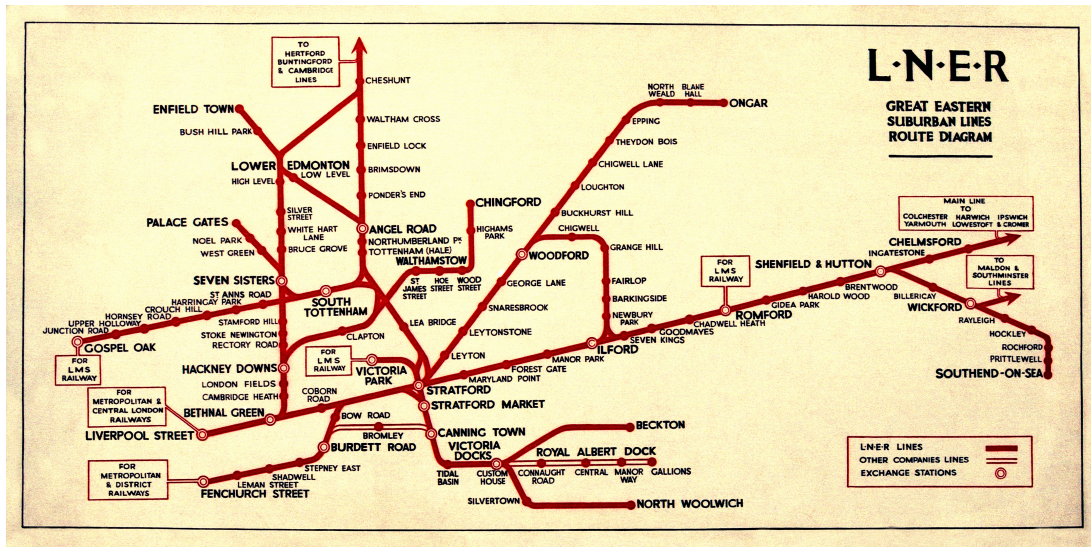 L·N·E·R
GREAT EASTERN
SUBURBAN LINES
ROUTE DIAGRAM
TO
HERTFORD
BUNTINGFORD
& CAMBRIDGE
LINES
CHESHUNT
WALTHAM CROSS
ENFIELD LOCK
BRIMSDOWN
PONDER'S END
ANGEL ROAD
NORTHUMBERLAND PK.
TOTTENHAM (HALE)
ENFIELD TOWN
BUSH HILL PARK
LOWER EDMONTON
HIGH LEVEL
LOW LEVEL
SILVER
STREET
WHITE HART
LANE
BRUCE GROVE
PALACE GATES
NOEL PARK
WEST GREEN
SEVEN SISTERS
ST ANNS ROAD
HARRINGAY PARK
CROUCH HILL
HORNSEY ROAD
UPPER HOLLOWAY
JUNCTION ROAD
GOSPEL OAK
FOR
L·M·S
RAILWAY
SOUTH
TOTTENHAM
STAMFORD HILL
STOKE NEWINGTON
RECTORY ROAD
HACKNEY DOWNS
LONDON FIELDS
CAMBRIDGE HEATH
BETHNAL GREEN
LIVERPOOL STREET
FOR
METROPOLITAN &
CENTRAL LONDON
RAILWAYS
CHINGFORD
HIGHAMS
PARK
WALTHAMSTOW
ST
JAMES
STREET
HOE
STREET
WOOD
STREET
CLAPTON
LEA BRIDGE
FOR
L·M·S
RAILWAY
VICTORIA
PARK
COBORN
ROAD
STRATFORD
STRATFORD MARKET
BOW ROAD
BROMLEY
BURDETT ROAD
STEPNEY EAST
SHADWELL
LEMAN STREET
FENCHURCH STREET
FOR
METROPOLITAN
& DISTRICT
RAILWAYS
CANNING TOWN
VICTORIA
DOCKS
TIDAL
BASIN
CUSTOM
HOUSE
BECKTON
ROYAL ALBERT DOCK
CONNAUGHT
ROAD
CENTRAL
MANOR
WAY
GALLIONS
SILVERTOWN
NORTH WOOLWICH
NORTH
WEALD
BLAKE
HALL
ONGAR
EPPING
THEYDON BOIS
CHIGWELL LANE
LOUGHTON
BUCKHURST HILL
WOODFORD
GEORGE LANE
SNARESBROOK
LEYTONSTONE
LEYTON
CHIGWELL
GRANGE HILL
FAIRLOP
BARKINGSIDE
NEWBURY
PARK
MARYLAND POINT
FOREST GATE
MANOR PARK
ILFORD
SEVEN KINGS
GOODMAYES
CHADWELL HEATH
FOR
L·M·S
RAILWAY
ROMFORD
GIDEA PARK
HAROLD WOOD
BRENTWOOD
SHENFIELD & HUTTON
INGATESTONE
CHELMSFORD
MAIN LINE
TO
COLCHESTER HARWICH IPSWICH
YARMOUTH LOWESTOFT & CROMER
BILLERICAY
WICKFORD
TO
MALDON &
SOUTHMINSTER
LINES
RAYLEIGH
HOCKLEY
ROCHFORD
PRITTLEWELL
SOUTHEND-ON-SEA
L·N·E·R LINES
OTHER COMPANIES LINES
EXCHANGE STATIONS